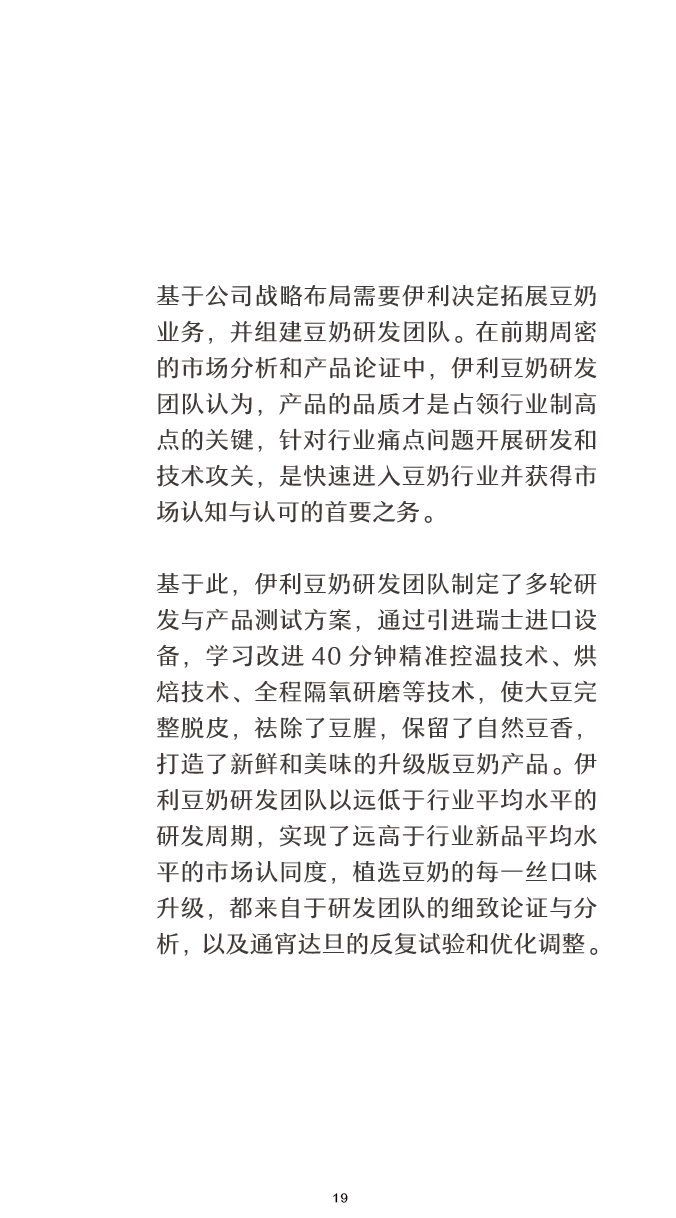 基于公司战略布局需要伊利决定拓展豆奶
业务，并组建豆奶研发团队。在前期周密
的市场分析和产品论证中，伊利豆奶研发
团队认为，产品的品质才是占领行业制高
点的关键，针对行业痛点问题开展研发和
技术攻关，是快速进入豆奶行业并获得市
场认知与认可的首要之务。
基于此，伊利豆奶研发团队制定了多轮研
发与产品测试方案，通过引进瑞士进口设
备，学习改进 40 分钟精准控温技术、烘
焙技术、全程隔氧研磨等技术，使大豆完
整脱皮，祛除了豆腥，保留了自然豆香，
打造了新鲜和美味的升级版豆奶产品。伊
利豆奶研发团队以远低于行业平均水平的
研发周期，实现了远高于行业新品平均水
平的市场认同度，植选豆奶的每一丝口味
升级，都来自于研发团队的细致论证与分
析，以及通宵达旦的反复试验和优化调整。
19